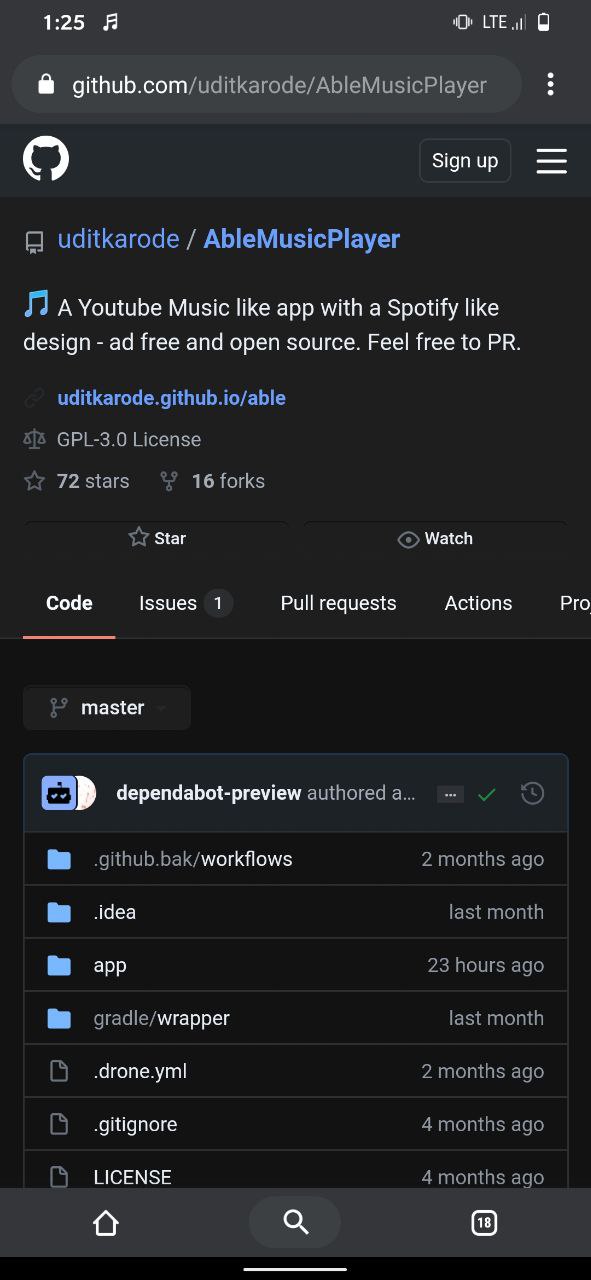 1:25 LTE
github.com/uditkarode/AbleMusicPlayer
Sign up
uditkarode / AbleMusicPlayer
A Youtube Music like app with a Spotify like
design - ad free and open source. Feel free to PR.
uditkarode.github.io/able
GPL-3.0 License
72 stars 16 forks
Star Watch
Code Issues 1 Pull requests Actions Proj
master
dependabot-preview authored a... ...
.github.bak/workflows 2 months ago
.idea last month
app 23 hours ago
gradle/wrapper last month
.drone.yml 2 months ago
.gitignore 4 months ago
LICENSE 4 months ago
18